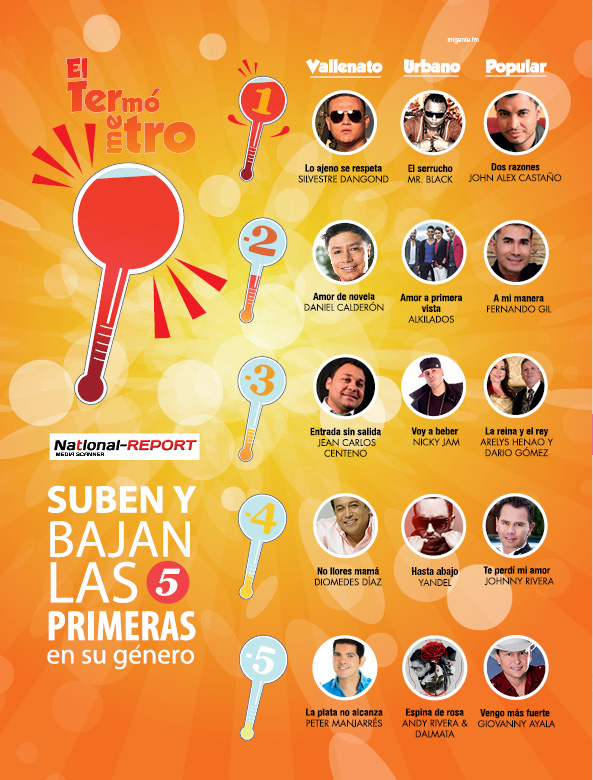 migente.fm
El
Termó
metro
Vallenato Urbano Popular
1
Lo ajeno se respeta
SILVESTRE DANGOND
El serrucho
MR. BLACK
Dos razones
JOHN ALEX CASTAÑO
2
Amor de novela
DANIEL CALDERÓN
Amor a primera
vista
ALKILADOS
A mi manera
FERNANDO GIL
3
Entrada sin salida
JEAN CARLOS
CENTENO
Voy a beber
NICKY JAM
La reina y el rey
ARELYS HENAO Y
DARIO GÓMEZ
4
No llores mamá
DIOMEDES DÍAZ
Hasta abajo
YANDEL
Te perdí mi amor
JOHNNY RIVERA
5
La plata no alcanza
PETER MANJARRÉS
Espina de rosa
ANDY RIVERA &
DALMATA
Vengo más fuerte
GIOVANNY AYALA
National-REPORT
MEDIA SCANNER
SUBEN Y
BAJAN
LAS 5
PRIMERAS
en su género